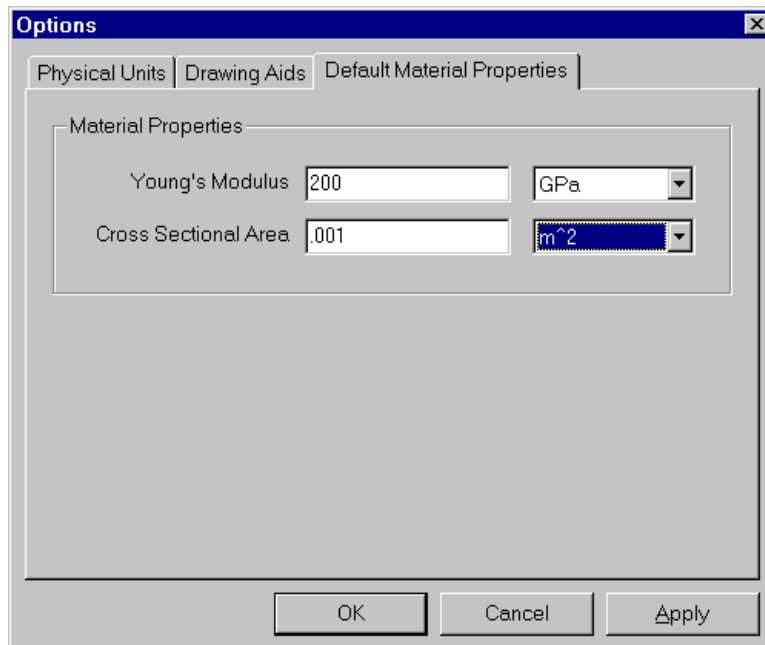 Options
Physical Units Drawing Aids Default Material Properties
Material Properties
Young's Modulus 200 GPa
Cross Sectional Area .001 m^2
OK Cancel Apply